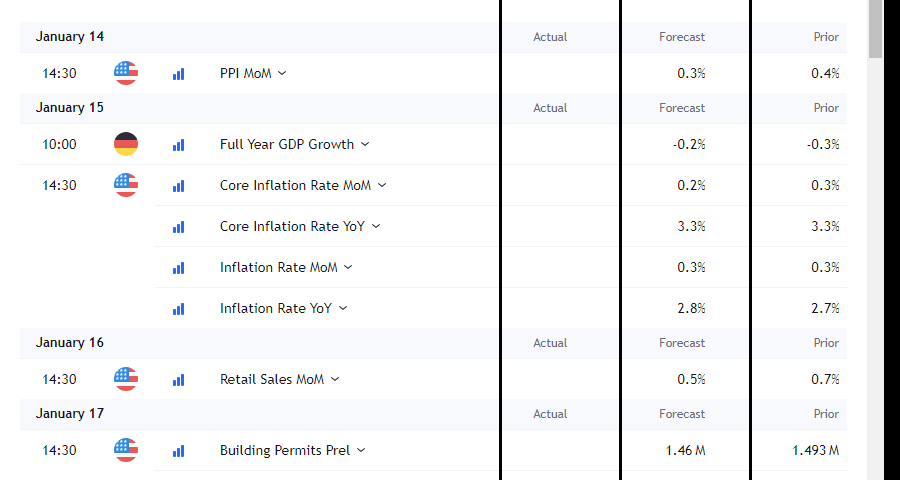 January 14 Actual Forecast Prior
14:30 PPI MoM 0.3% 0.4%
January 15 Actual Forecast Prior
10:00 Full Year GDP Growth -0.2% -0.3%
14:30 Core Inflation Rate MoM 0.2% 0.3%
Core Inflation Rate YoY 3.3% 3.3%
Inflation Rate MoM 0.3% 0.3%
Inflation Rate YoY 2.8% 2.7%
January 16 Actual Forecast Prior
14:30 Retail Sales MoM 0.5% 0.7%
January 17 Actual Forecast Prior
14:30 Building Permits Prel 1.46 M 1.493 M